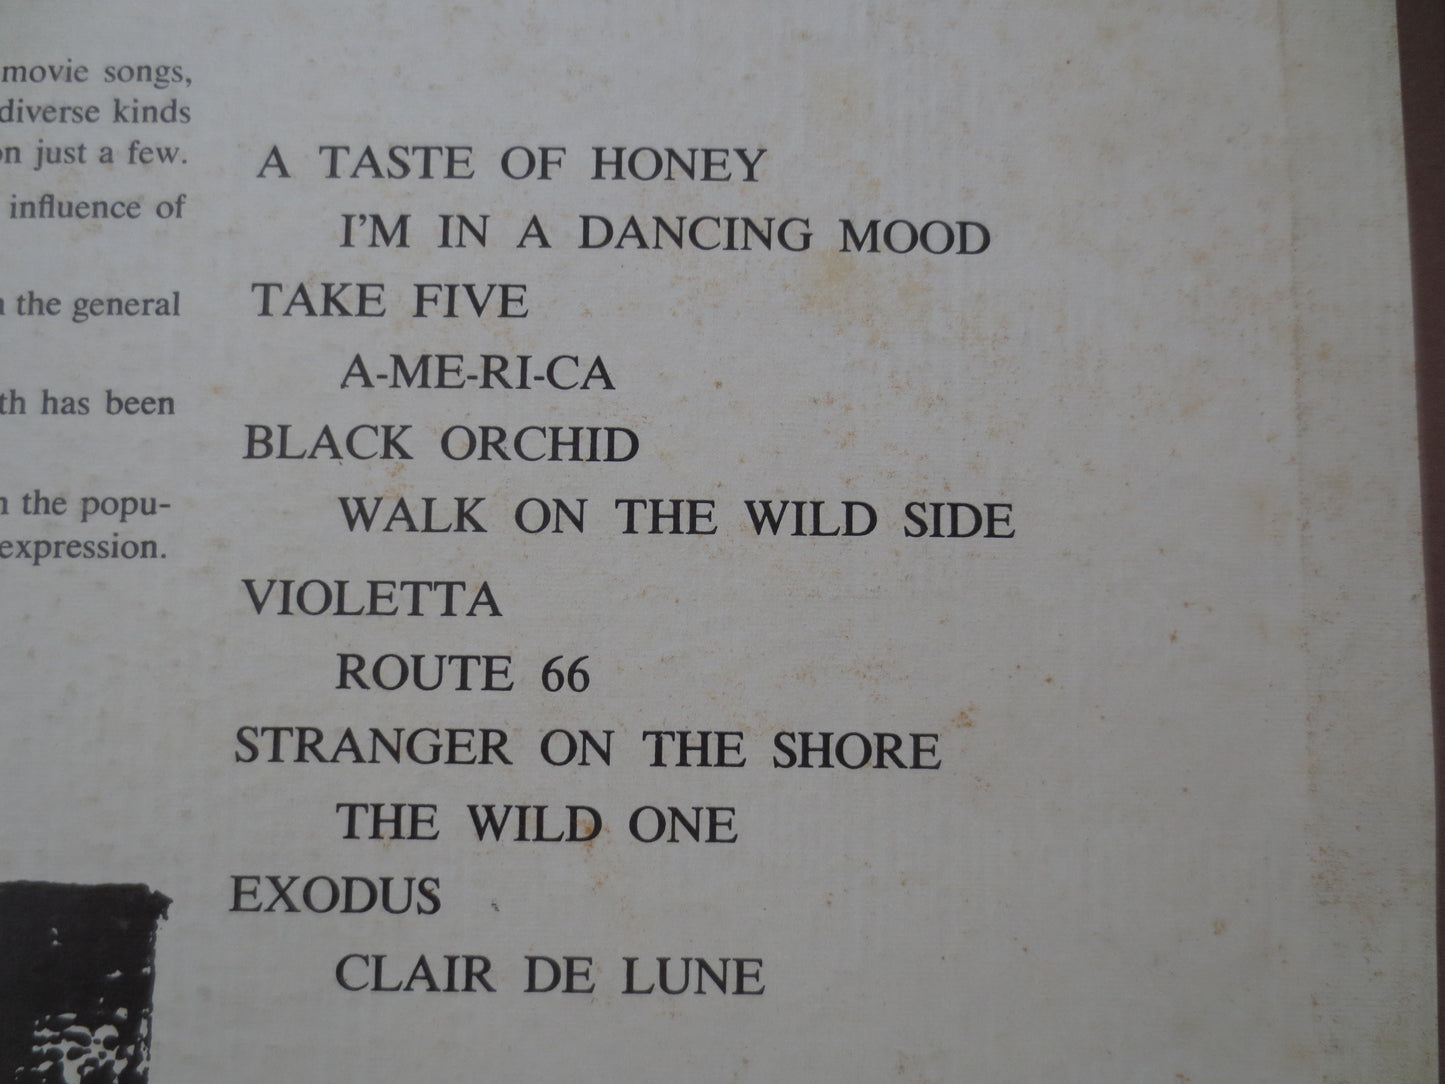 movie songs,
diverse kinds
just a few.
influence of
the general
has been
the popu-
expression.
A TASTE OF HONEY
I'M IN A DANCING MOOD
TAKE FIVE
A-ME-RI-CA
BLACK ORCHID
WALK ON THE WILD SIDE
VIOLETTA
ROUTE 66
STRANGER ON THE SHORE
THE WILD ONE
EXODUS
CLAIR DE LUNE